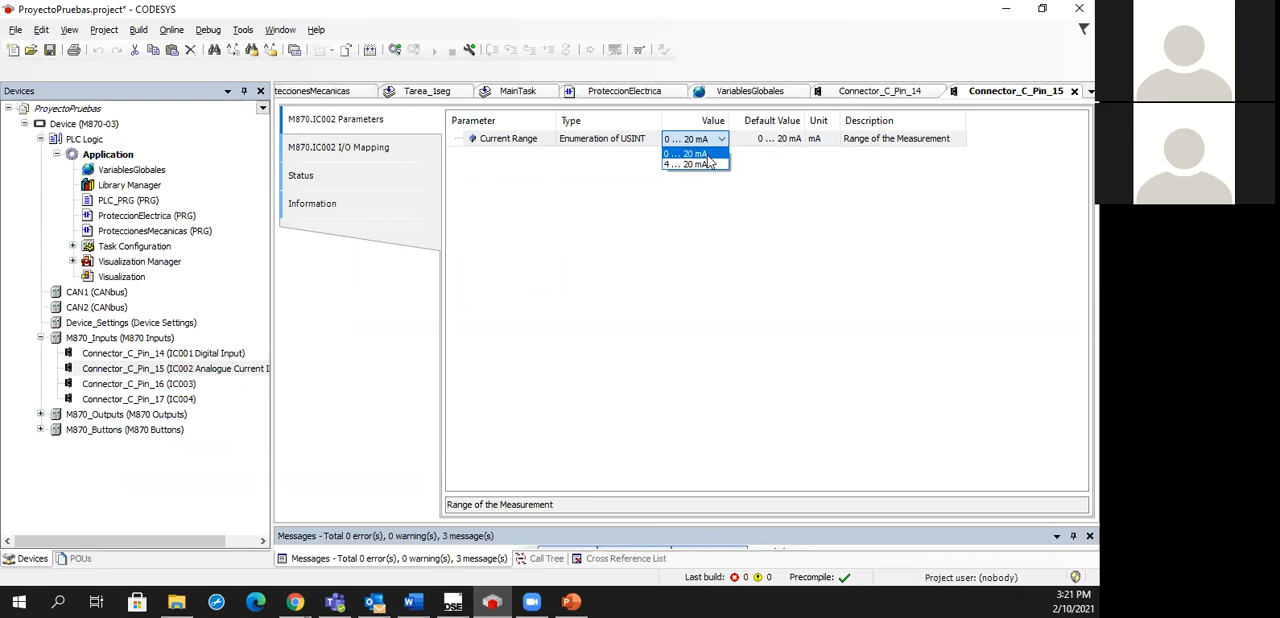 ProyectoPruebas.project* - CODESYS
File Edit View Project Build Online Debug Tools Window Help
Devices
ProyectoPruebas
Device (M870-03)
PLC Logic
Application
VariablesGlobales
Library Manager
PLC_PRG (PRG)
ProteccionElectrica (PRG)
ProteccionesMecanicas (PRG)
Task Configuration
Visualization Manager
Visualization
CAN1 (CANbus)
CAN2 (CANbus)
Device_Settings (Device Settings)
M870_Inputs (M870 Inputs)
Connector_C_Pin_14 (IC001 Digital Input)
Connector_C_Pin_15 (IC002 Analogue Current I
Connector_C_Pin_16 (IC003)
Connector_C_Pin_17 (IC004)
M870_Outputs (M870 Outputs)
M870_Buttons (M870 Buttons)
Devices POUs
teccionesMecanicas Tarea_1seg MainTask ProteccionElectrica VariablesGlobales Connector_C_Pin_14 Connector_C_Pin_15
M870.IC002 Parameters
M870.IC002 I/O Mapping
Status
Information
Parameter Type Value Default Value Unit Description
Current Range Enumeration of USINT 0 ... 20 mA 0 ... 20 mA mA Range of the Measurement
0 ... 20 mA
4 ... 20 mA
Range of the Measurement
Messages - Total 0 error(s), 0 warning(s), 3 message(s)
Messages - Total 0 error(s), 0 warning(s), 3 message(s) Call Tree Cross Reference List
Last build: 0 0 Precompile: Project user: (nobody)
DSE
3:21 PM
2/10/2021